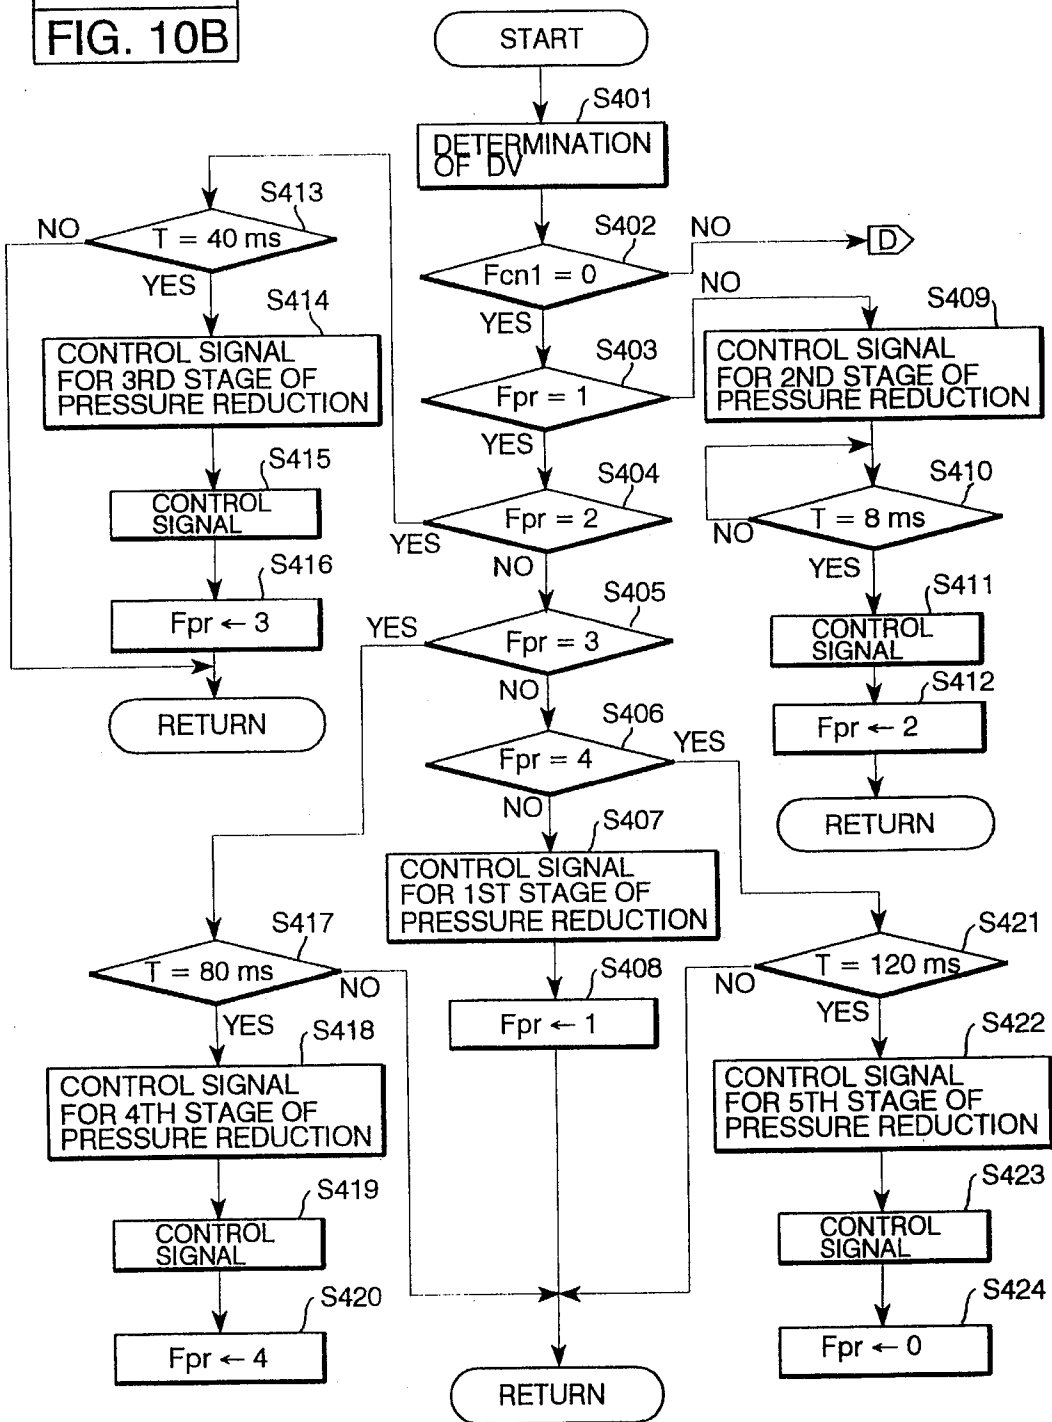 FIG. 10B
START
S401
DETERMINATION
OF DV
S402
Fcn1 = 0
NO
D
YES
S403
Fpr = 1
NO
YES
S404
Fpr = 2
YES
NO
S405
Fpr = 3
YES
NO
S406
Fpr = 4
YES
NO
S407
CONTROL SIGNAL
FOR 1ST STAGE OF
PRESSURE REDUCTION
S408
Fpr ← 1
RETURN
S409
CONTROL SIGNAL
FOR 2ND STAGE OF
PRESSURE REDUCTION
S410
T = 8 ms
NO
YES
S411
CONTROL
SIGNAL
S412
Fpr ← 2
RETURN
S413
T = 40 ms
NO
YES
S414
CONTROL SIGNAL
FOR 3RD STAGE OF
PRESSURE REDUCTION
S415
CONTROL
SIGNAL
S416
Fpr ← 3
RETURN
S417
T = 80 ms
NO
YES
S418
CONTROL SIGNAL
FOR 4TH STAGE OF
PRESSURE REDUCTION
S419
CONTROL
SIGNAL
S420
Fpr ← 4
S421
T = 120 ms
NO
YES
S422
CONTROL SIGNAL
FOR 5TH STAGE OF
PRESSURE REDUCTION
S423
CONTROL
SIGNAL
S424
Fpr ← 0